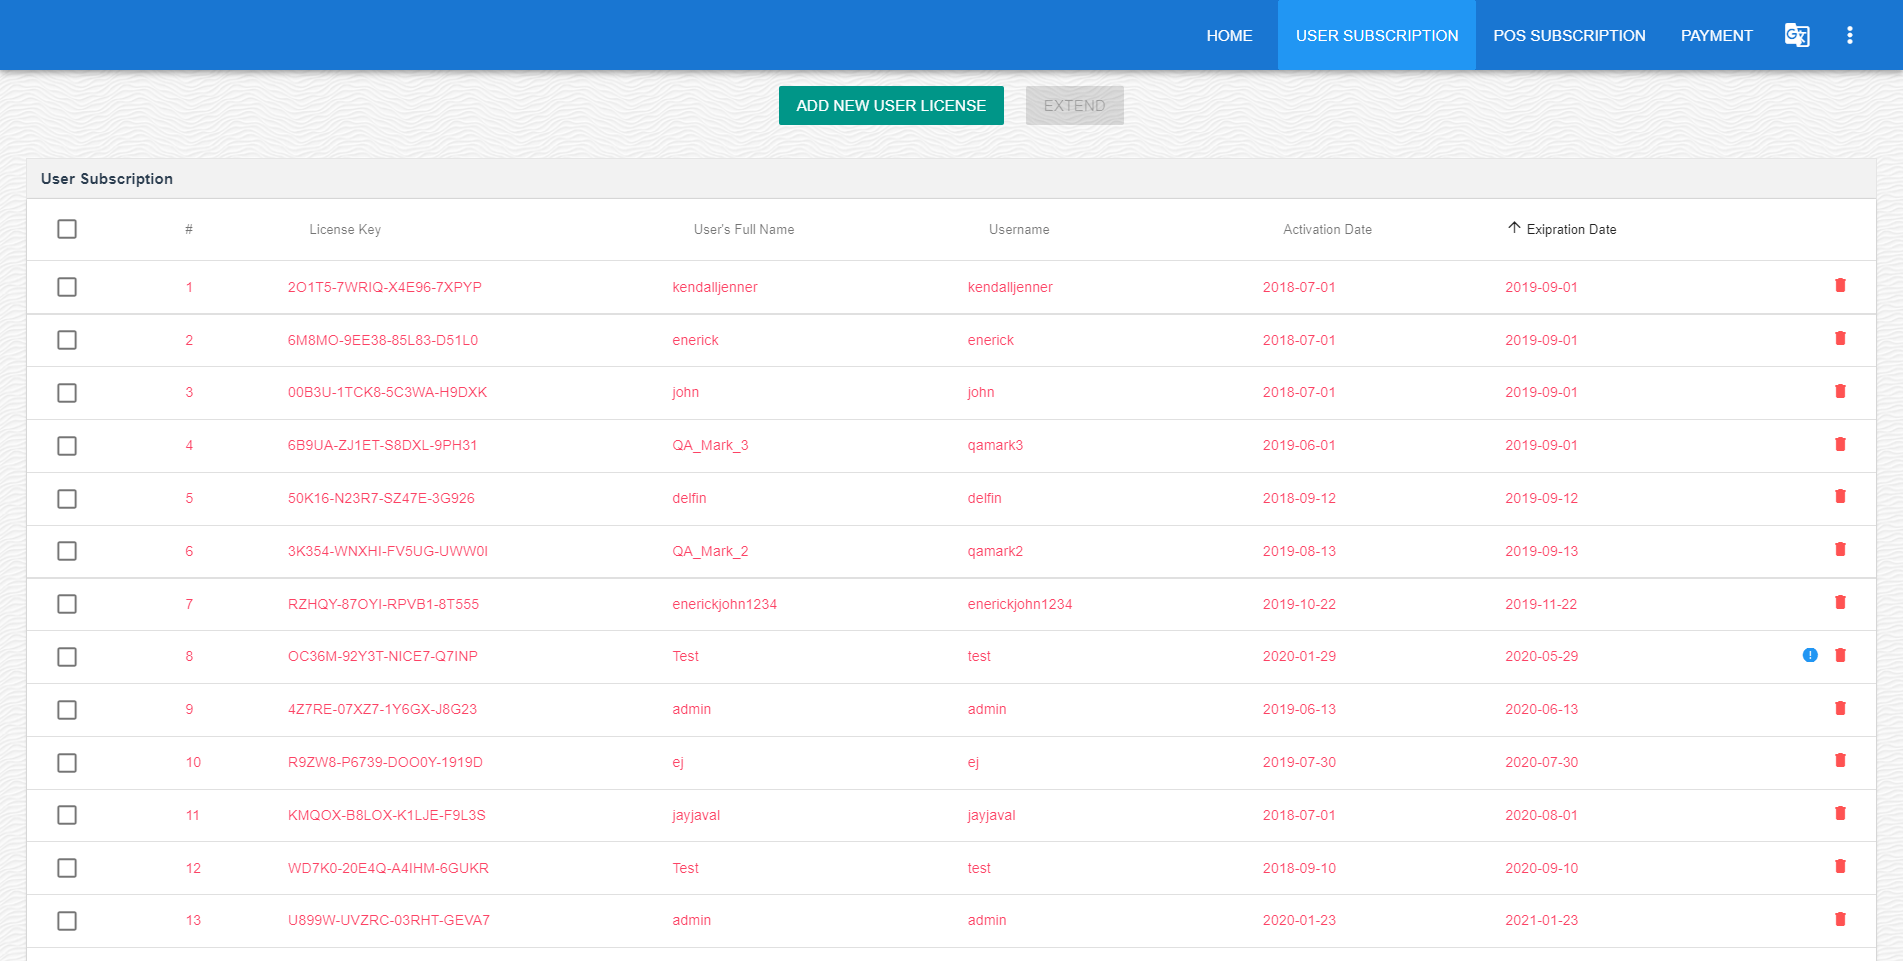 HOME USER SUBSCRIPTION POS SUBSCRIPTION PAYMENT
ADD NEW USER LICENSE EXTEND
User Subscription
# License Key User's Full Name Username Activation Date Exipration Date
1 2O1T5-7WRIQ-X4E96-7XPYP kendalljenner kendalljenner 2018-07-01 2019-09-01
2 6M8MO-9EE38-85L83-D51L0 enerick enerick 2018-07-01 2019-09-01
3 00B3U-1TCK8-5C3WA-H9DXK john john 2018-07-01 2019-09-01
4 6B9UA-ZJ1ET-S8DXL-9PH31 QA_Mark_3 qamark3 2019-06-01 2019-09-01
5 50K16-N23R7-SZ47E-3G926 delfin delfin 2018-09-12 2019-09-12
6 3K354-WNXHI-FV5UG-UWW0I QA_Mark_2 qamark2 2019-08-13 2019-09-13
7 RZHQY-87OYI-RPVB1-8T555 enerickjohn1234 enerickjohn1234 2019-10-22 2019-11-22
8 OC36M-92Y3T-NICE7-Q7INP Test test 2020-01-29 2020-05-29
9 4Z7RE-07XZ7-1Y6GX-J8G23 admin admin 2019-06-13 2020-06-13
10 R9ZW8-P6739-DOO0Y-1919D ej ej 2019-07-30 2020-07-30
11 KMQOX-B8LOX-K1LJE-F9L3S jayjaval jayjaval 2018-07-01 2020-08-01
12 WD7K0-20E4Q-A4IHM-6GUKR Test test 2018-09-10 2020-09-10
13 U899W-UVZRC-03RHT-GEVA7 admin admin 2020-01-23 2021-01-23